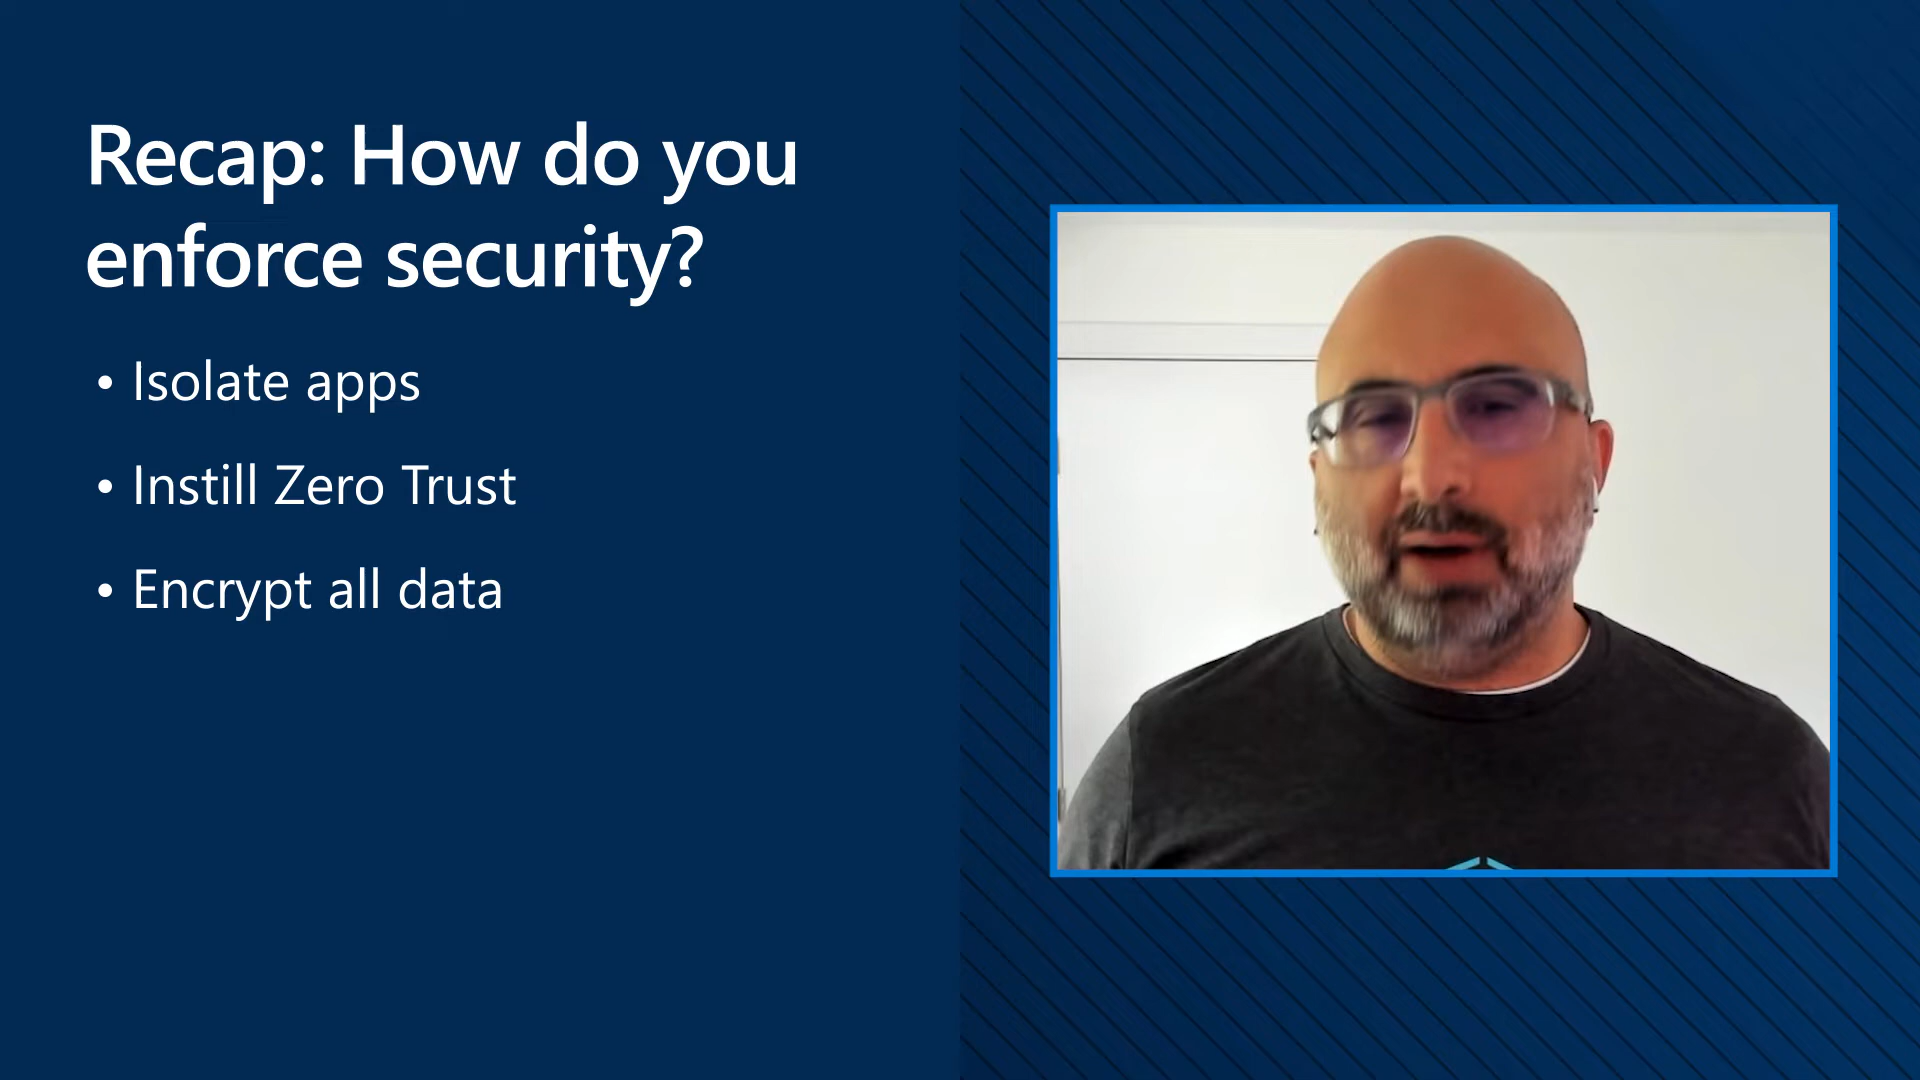 Recap: How do you
enforce security?
• Isolate apps
• Instill Zero Trust
• Encrypt all data